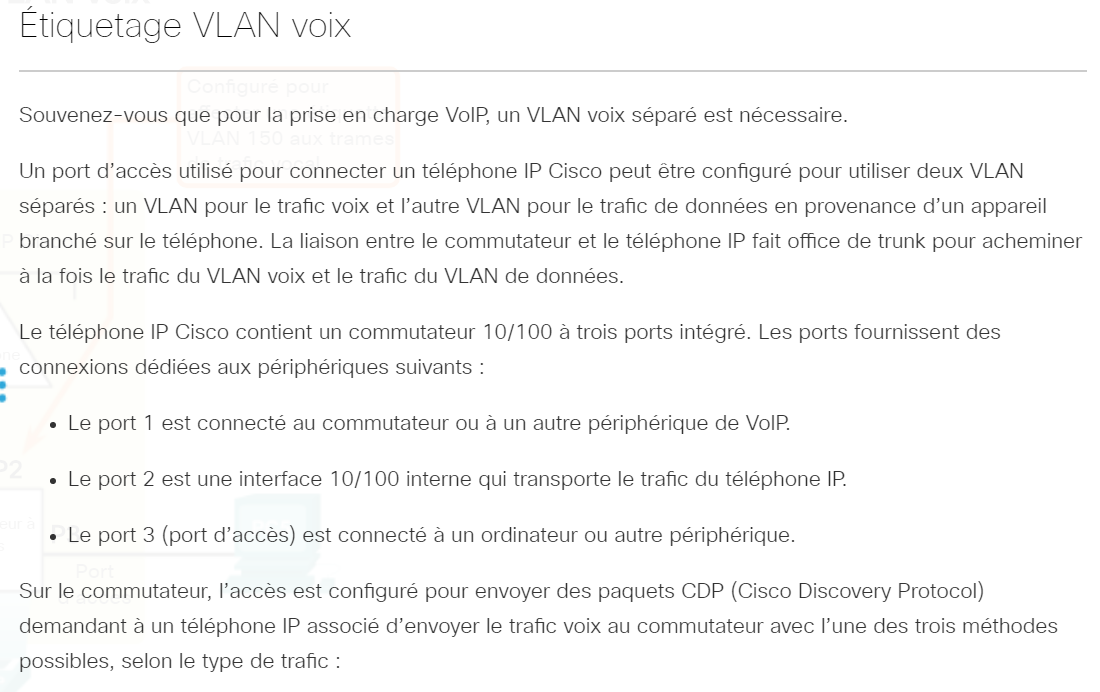 Étiquetage VLAN voix
Configuré pour
VLAN 150 aux trames
Souvenez-vous que pour la prise en charge VoIP, un VLAN voix séparé est nécessaire.
Un port d’accès utilisé pour connecter un téléphone IP Cisco peut être configuré pour utiliser deux VLAN
séparés : un VLAN pour le trafic voix et l’autre VLAN pour le trafic de données en provenance d’un appareil
branché sur le téléphone. La liaison entre le commutateur et le téléphone IP fait office de trunk pour acheminer
à la fois le trafic du VLAN voix et le trafic du VLAN de données.
Le téléphone IP Cisco contient un commutateur 10/100 à trois ports intégré. Les ports fournissent des
connexions dédiées aux périphériques suivants :
• Le port 1 est connecté au commutateur ou à un autre périphérique de VoIP.
P2
• Le port 2 est une interface 10/100 interne qui transporte le trafic du téléphone IP.
• Le port 3 (port d’accès) est connecté à un ordinateur ou autre périphérique.
Port
Sur le commutateur, l’accès est configuré pour envoyer des paquets CDP (Cisco Discovery Protocol)
demandant à un téléphone IP associé d’envoyer le trafic voix au commutateur avec l’une des trois méthodes
possibles, selon le type de trafic :